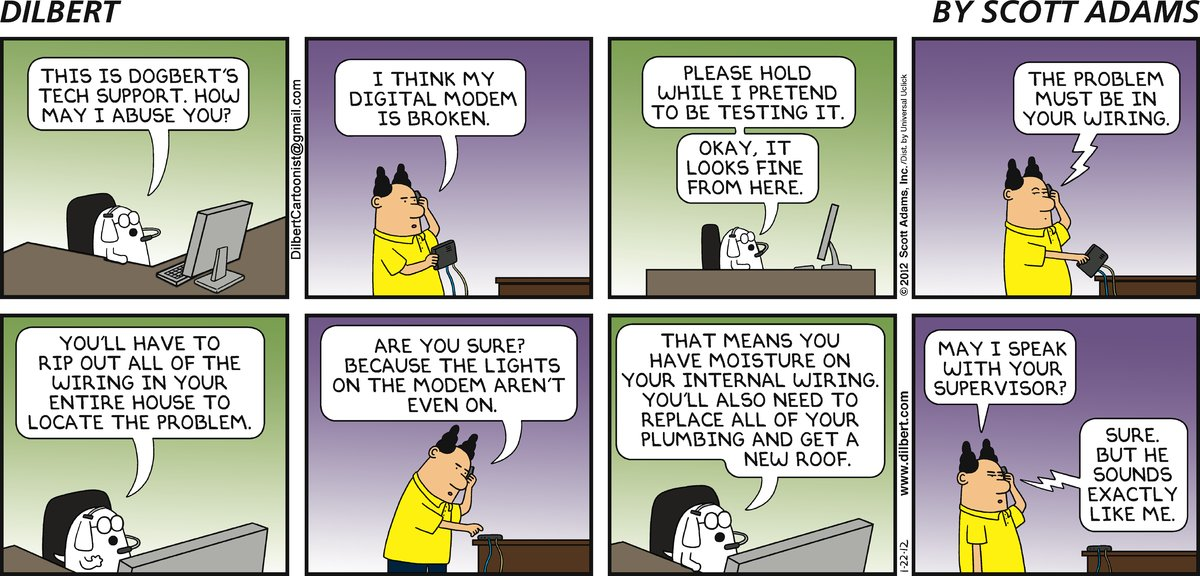 DILBERT
BY SCOTT ADAMS
THIS IS DOGBERT'S
TECH SUPPORT. HOW
MAY I ABUSE YOU?
DilbertCartoonist@gmail.com
I THINK MY
DIGITAL MODEM
IS BROKEN.
PLEASE HOLD
WHILE I PRETEND
TO BE TESTING IT.
OKAY, IT
LOOKS FINE
FROM HERE.
© 2012 Scott Adams, Inc. /Dist. by Universal Uclick
THE PROBLEM
MUST BE IN
YOUR WIRING.
YOU'LL HAVE TO
RIP OUT ALL OF THE
WIRING IN YOUR
ENTIRE HOUSE TO
LOCATE THE PROBLEM.
ARE YOU SURE?
BECAUSE THE LIGHTS
ON THE MODEM AREN'T
EVEN ON.
THAT MEANS YOU
HAVE MOISTURE ON
YOUR INTERNAL WIRING.
YOU'LL ALSO NEED TO
REPLACE ALL OF YOUR
PLUMBING AND GET A
NEW ROOF.
www.dilbert.com
1-22-12
MAY I SPEAK
WITH YOUR
SUPERVISOR?
SURE.
BUT HE
SOUNDS
EXACTLY
LIKE ME.